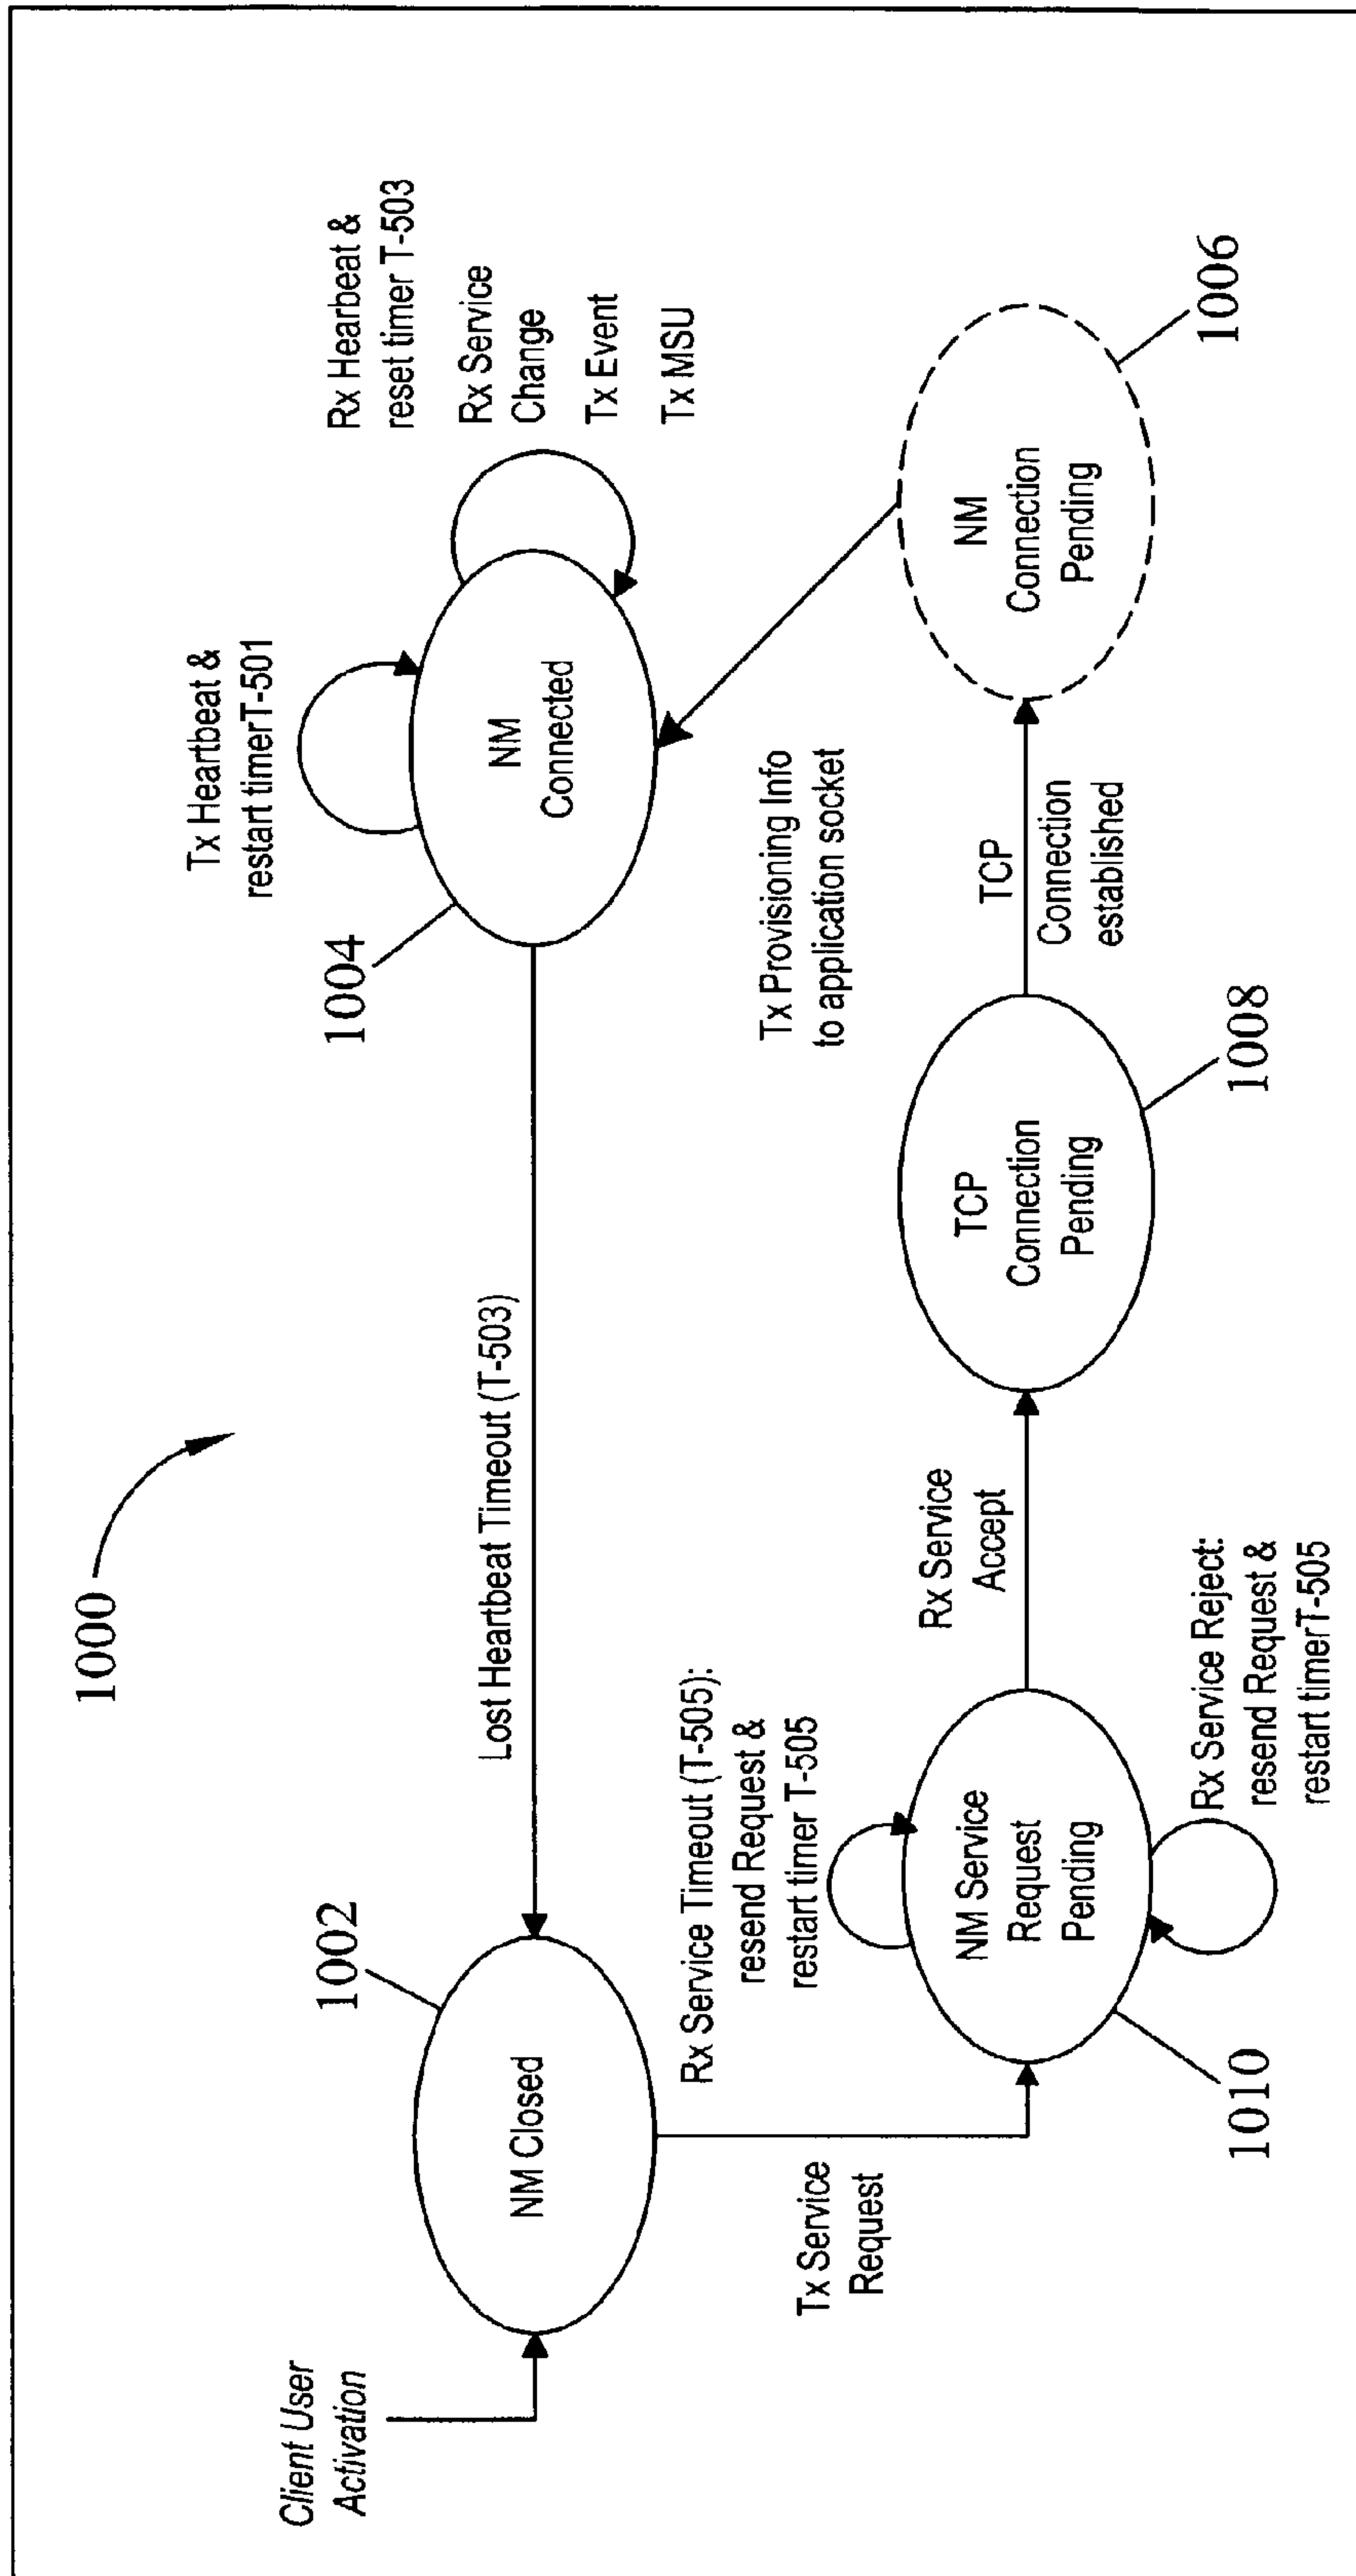 1000
Client User
Activation
1002
NM Closed
Lost Heartbeat Timeout (T-503)
1004
NM
Connected
Tx Heartbeat &
restart timerT-501
Rx Hearbeat &
reset timer T-503
Rx Service
Change
Tx Event
Tx MSU
Tx Service
Request
Rx Service Timeout (T-505):
resend Request &
restart timer T-505
NM Service
Request
Pending
1010
Rx Service Reject:
resend Request &
restart timerT-505
Rx Service
Accept
TCP
Connection
Pending
1008
TCP
Connection
established
Tx Provisioning Info
to application socket
NM
Connection
Pending
1006